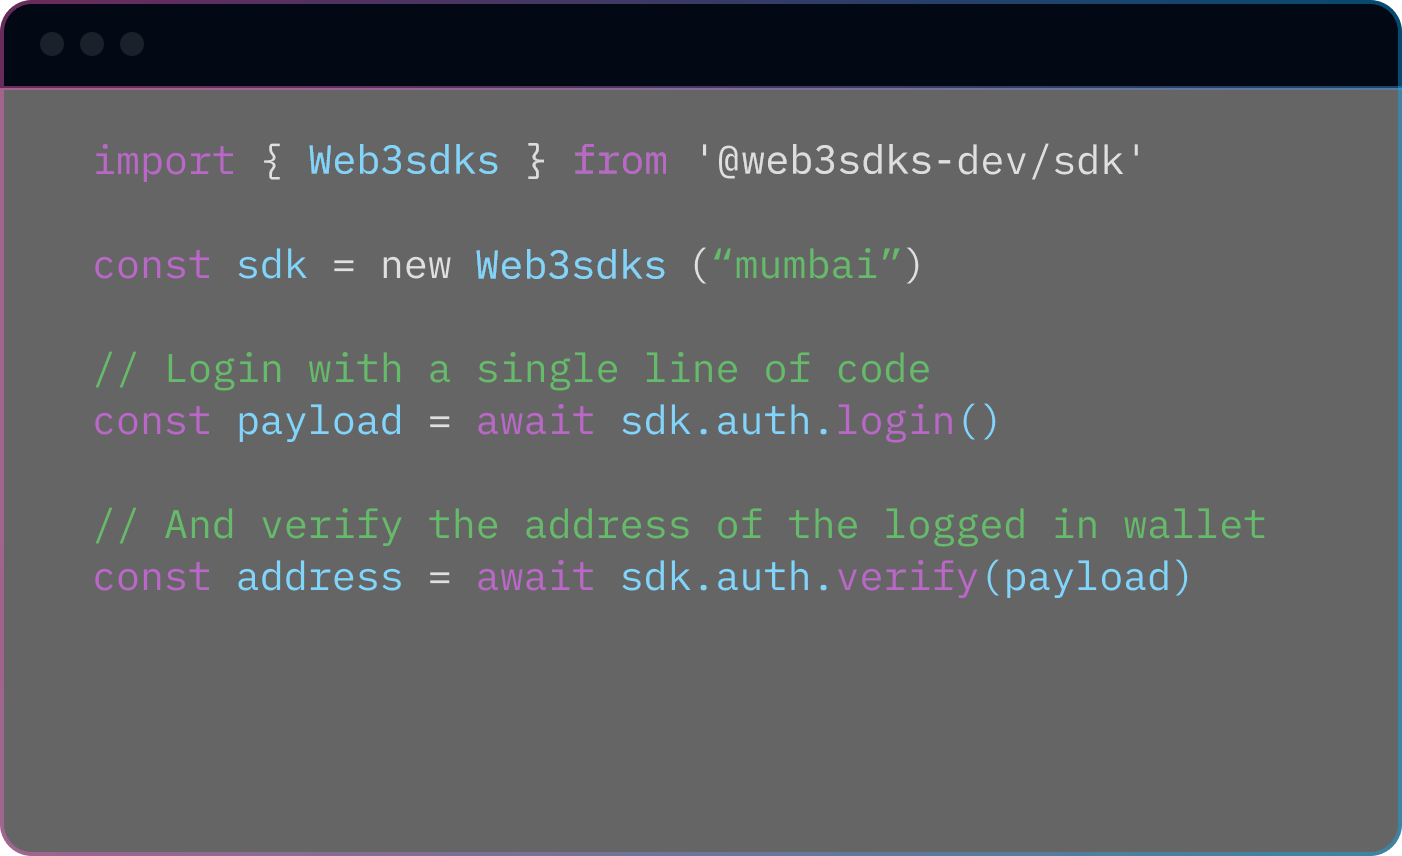 import { Web3sdks } from '@web3sdks-dev/sdk'
const sdk = new Web3sdks (“mumbai”)
// Login with a single line of code
const payload = await sdk.auth.login()
// And verify the address of the logged in wallet
const address = await sdk.auth.verify(payload)